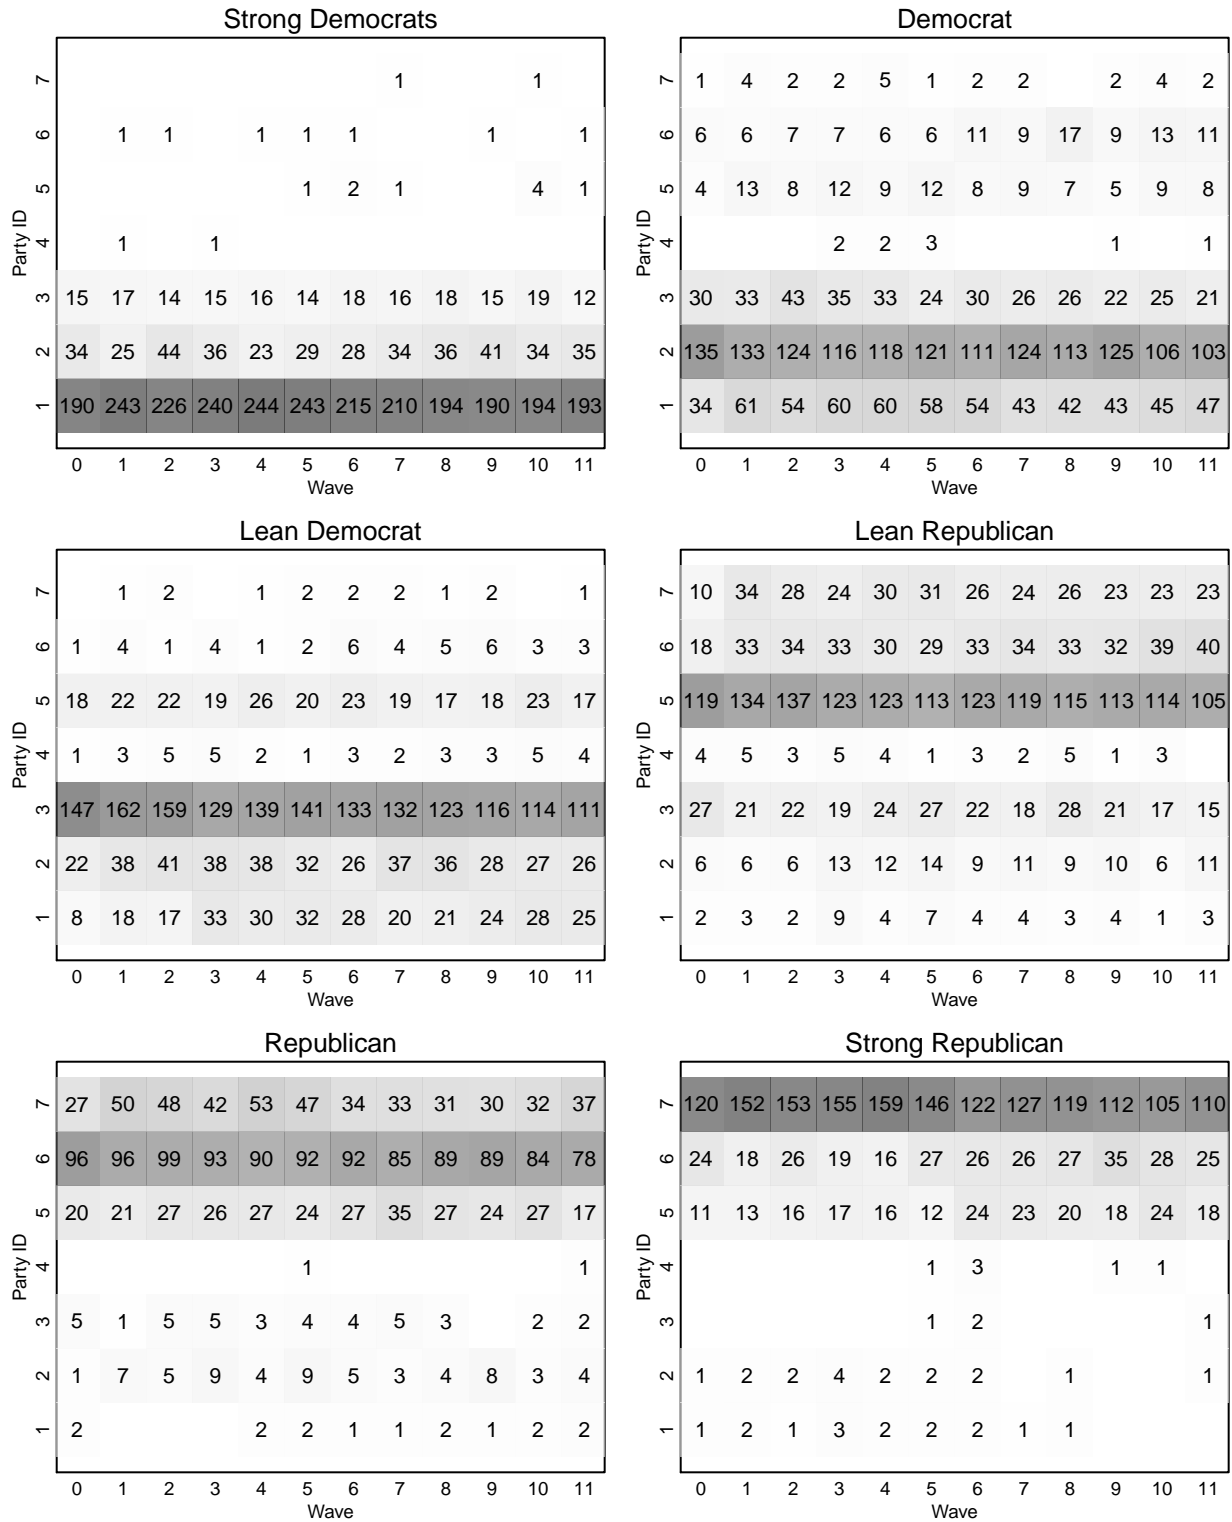 Strong Democrats
Party ID
7 1 1
6 1 1 1 1 1 1 1
5 1 2 1 4 1
4 1 1
3 15 17 14 15 16 14 18 16 18 15 19 12
2 34 25 44 36 23 29 28 34 36 41 34 35
1 190 243 226 240 244 243 215 210 194 190 194 193
0 1 2 3 4 5 6 7 8 9 10 11
Wave
Democrat
Party ID
7 1 4 2 2 5 1 2 2 2 4 2
6 6 6 7 7 6 6 11 9 17 9 13 11
5 4 13 8 12 9 12 8 9 7 5 9 8
4 2 2 3 1 1
3 30 33 43 35 33 24 30 26 26 22 25 21
2 135 133 124 116 118 121 111 124 113 125 106 103
1 34 61 54 60 60 58 54 43 42 43 45 47
0 1 2 3 4 5 6 7 8 9 10 11
Wave
Lean Democrat
Party ID
7 1 2 1 2 2 2 1 2 1
6 1 4 1 4 1 2 6 4 5 6 3 3
5 18 22 22 19 26 20 23 19 17 18 23 17
4 1 3 5 5 2 1 3 2 3 3 5 4
3 147 162 159 129 139 141 133 132 123 116 114 111
2 22 38 41 38 38 32 26 37 36 28 27 26
1 8 18 17 33 30 32 28 20 21 24 28 25
0 1 2 3 4 5 6 7 8 9 10 11
Wave
Lean Republican
Party ID
7 10 34 28 24 30 31 26 24 26 23 23 23
6 18 33 34 33 30 29 33 34 33 32 39 40
5 119 134 137 123 123 113 123 119 115 113 114 105
4 4 5 3 5 4 1 3 2 5 1 3
3 27 21 22 19 24 27 22 18 28 21 17 15
2 6 6 6 13 12 14 9 11 9 10 6 11
1 2 3 2 9 4 7 4 4 3 4 1 3
0 1 2 3 4 5 6 7 8 9 10 11
Wave
Republican
Party ID
7 27 50 48 42 53 47 34 33 31 30 32 37
6 96 96 99 93 90 92 92 85 89 89 84 78
5 20 21 27 26 27 24 27 35 27 24 27 17
4 1 1
3 5 1 5 5 3 4 4 5 3 2 2
2 1 7 5 9 4 9 5 3 4 8 3 4
1 2 2 2 1 1 2 1 2 2
0 1 2 3 4 5 6 7 8 9 10 11
Wave
Strong Republican
Party ID
7 120 152 153 155 159 146 122 127 119 112 105 110
6 24 18 26 19 16 27 26 26 27 35 28 25
5 11 13 16 17 16 12 24 23 20 18 24 18
4 1 3 1 1
3 1 2 1
2 1 2 2 4 2 2 2 1 1
1 1 2 1 3 2 2 2 1 1
0 1 2 3 4 5 6 7 8 9 10 11
Wave